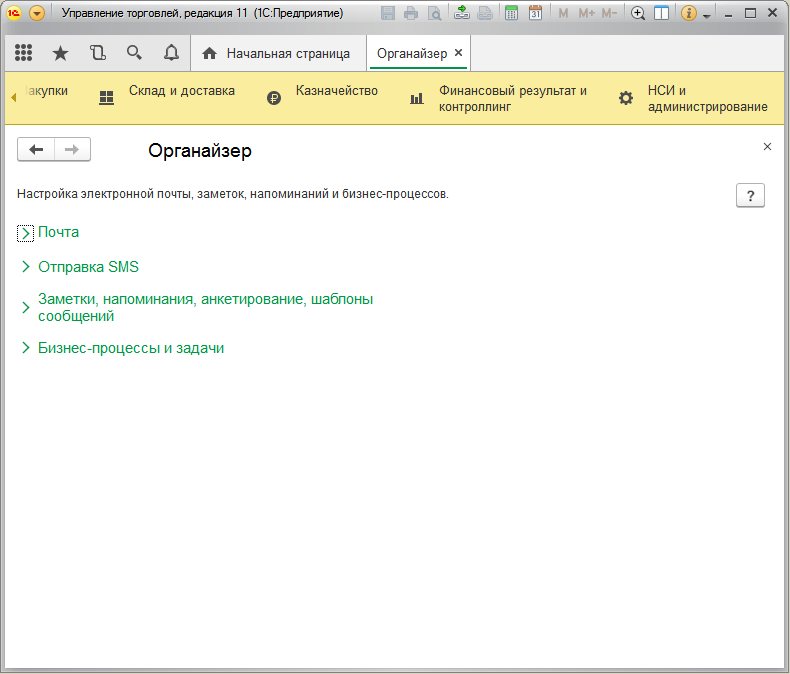 Управление торговлей, редакция 11 (1С:Предприятие)
31
M M+ M-
Начальная страница
Органайзер
Склад и доставка
Казначейство
Финансовый результат и
контроллинг
НСИ и
администрирование
Органайзер
Настройка электронной почты, заметок, напоминаний и бизнес-процессов.
?
Почта
Отправка SMS
Заметки, напоминания, анкетирование, шаблоны
сообщений
Бизнес-процессы и задачи